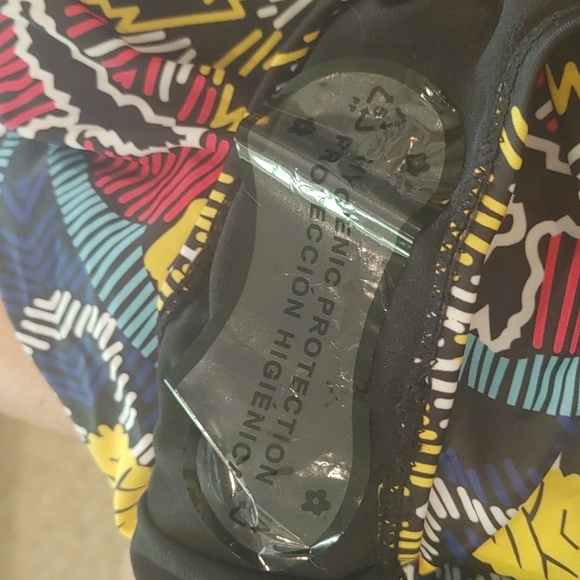 HYGIENIC PROTECTION
PROTECCIÓN HIGIÉNICA